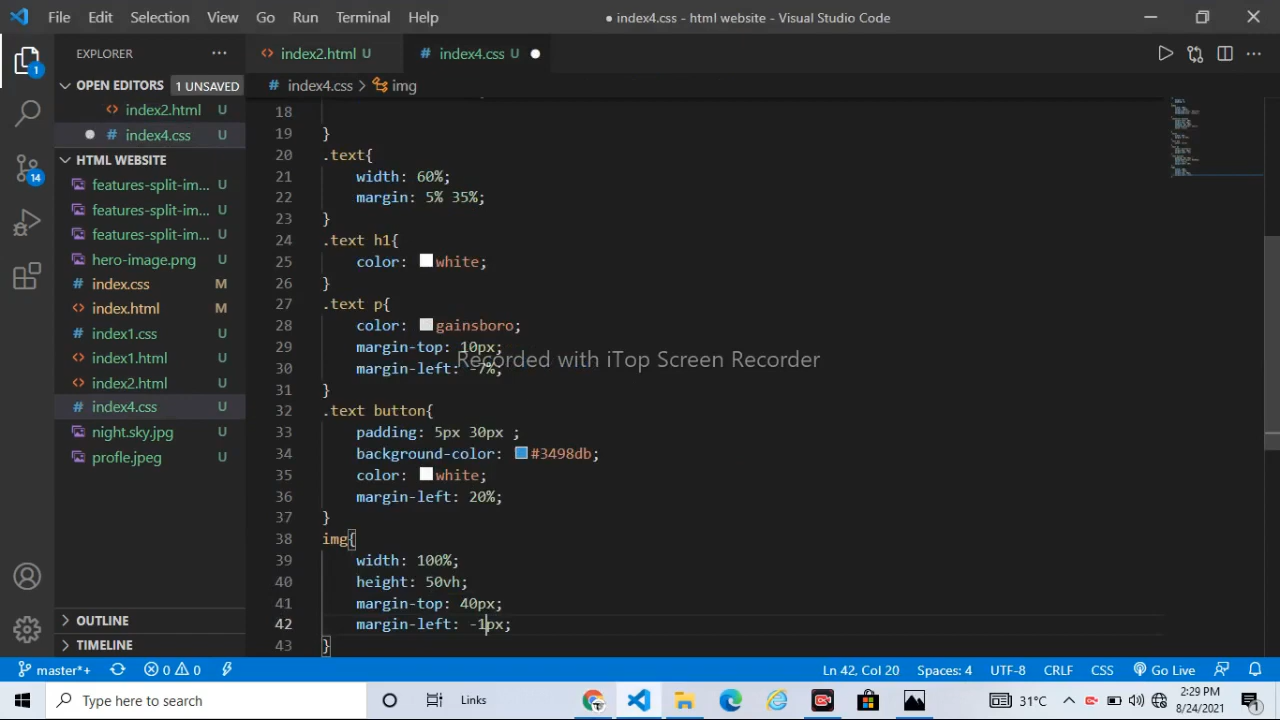 File Edit Selection View Go Run Terminal Help
● index4.css - html website - Visual Studio Code
EXPLORER ···
index2.html U
index4.css U ●
OPEN EDITORS 1 UNSAVED
index2.html U
● index4.css U
HTML WEBSITE
features-split-im... U
features-split-im... U
features-split-im... U
hero-image.png U
index.css M
index.html M
index1.css U
index1.html U
index2.html U
index4.css U
night.sky.jpg U
profle.jpeg U
OUTLINE
TIMELINE
1
14
index4.css > img
18
19 }
20 .text{
21 width: 60%;
22 margin: 5% 35%;
23 }
24 .text h1{
25 color: white;
26 }
27 .text p{
28 color: gainsboro;
29 margin-top: 10px;
Recorded with iTop Screen Recorder
30 margin-left: -7%;
31 }
32 .text button{
33 padding: 5px 30px ;
34 background-color: #3498db;
35 color: white;
36 margin-left: 20%;
37 }
38 img{
39 width: 100%;
40 height: 50vh;
41 margin-top: 40px;
42 margin-left: -1px;
43 }
master*+ 0 0 Ln 42, Col 20 Spaces: 4 UTF-8 CRLF CSS Go Live
Type here to search Links 31°C 2:29 PM
8/24/2021 1